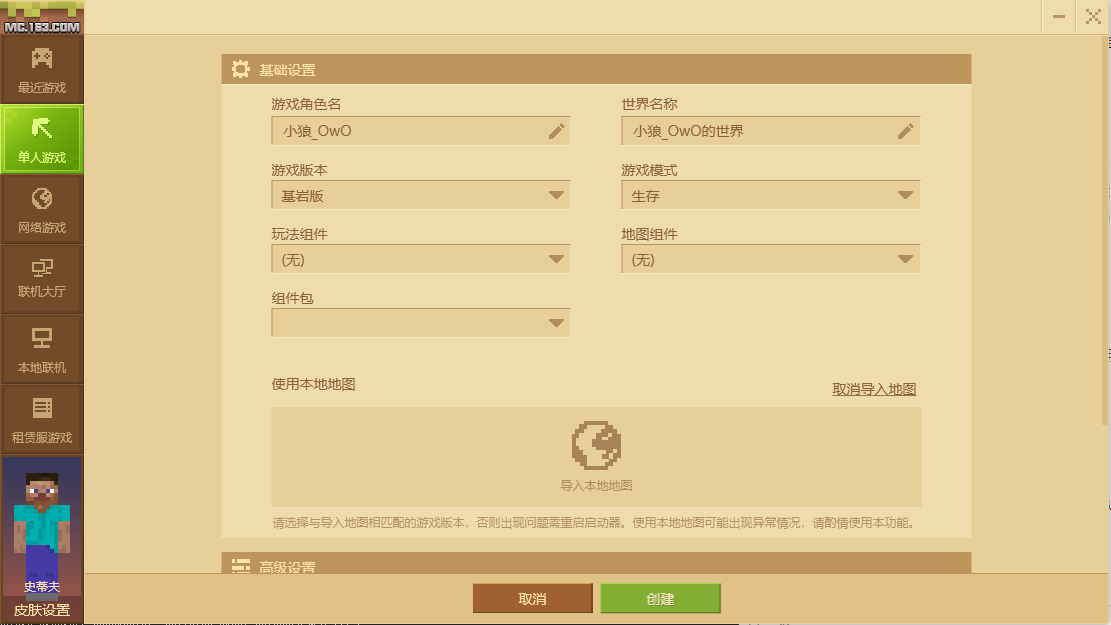 MC.163.COM
最近游戏
单人游戏
网络游戏
联机大厅
本地联机
租赁服游戏
史蒂夫
皮肤设置
基础设置
游戏角色名
世界名称
小狼_OwO
小狼_OwO的世界
游戏版本
游戏模式
基岩版
生存
玩法组件
地图组件
(无)
(无)
组件包
使用本地地图
取消导入地图
导入本地地图
请选择与导入地图相匹配的游戏版本，否则出现问题需重启启动器。使用本地地图可能出现异常情况，请酌情使用本功能。
高级设置
取消
创建